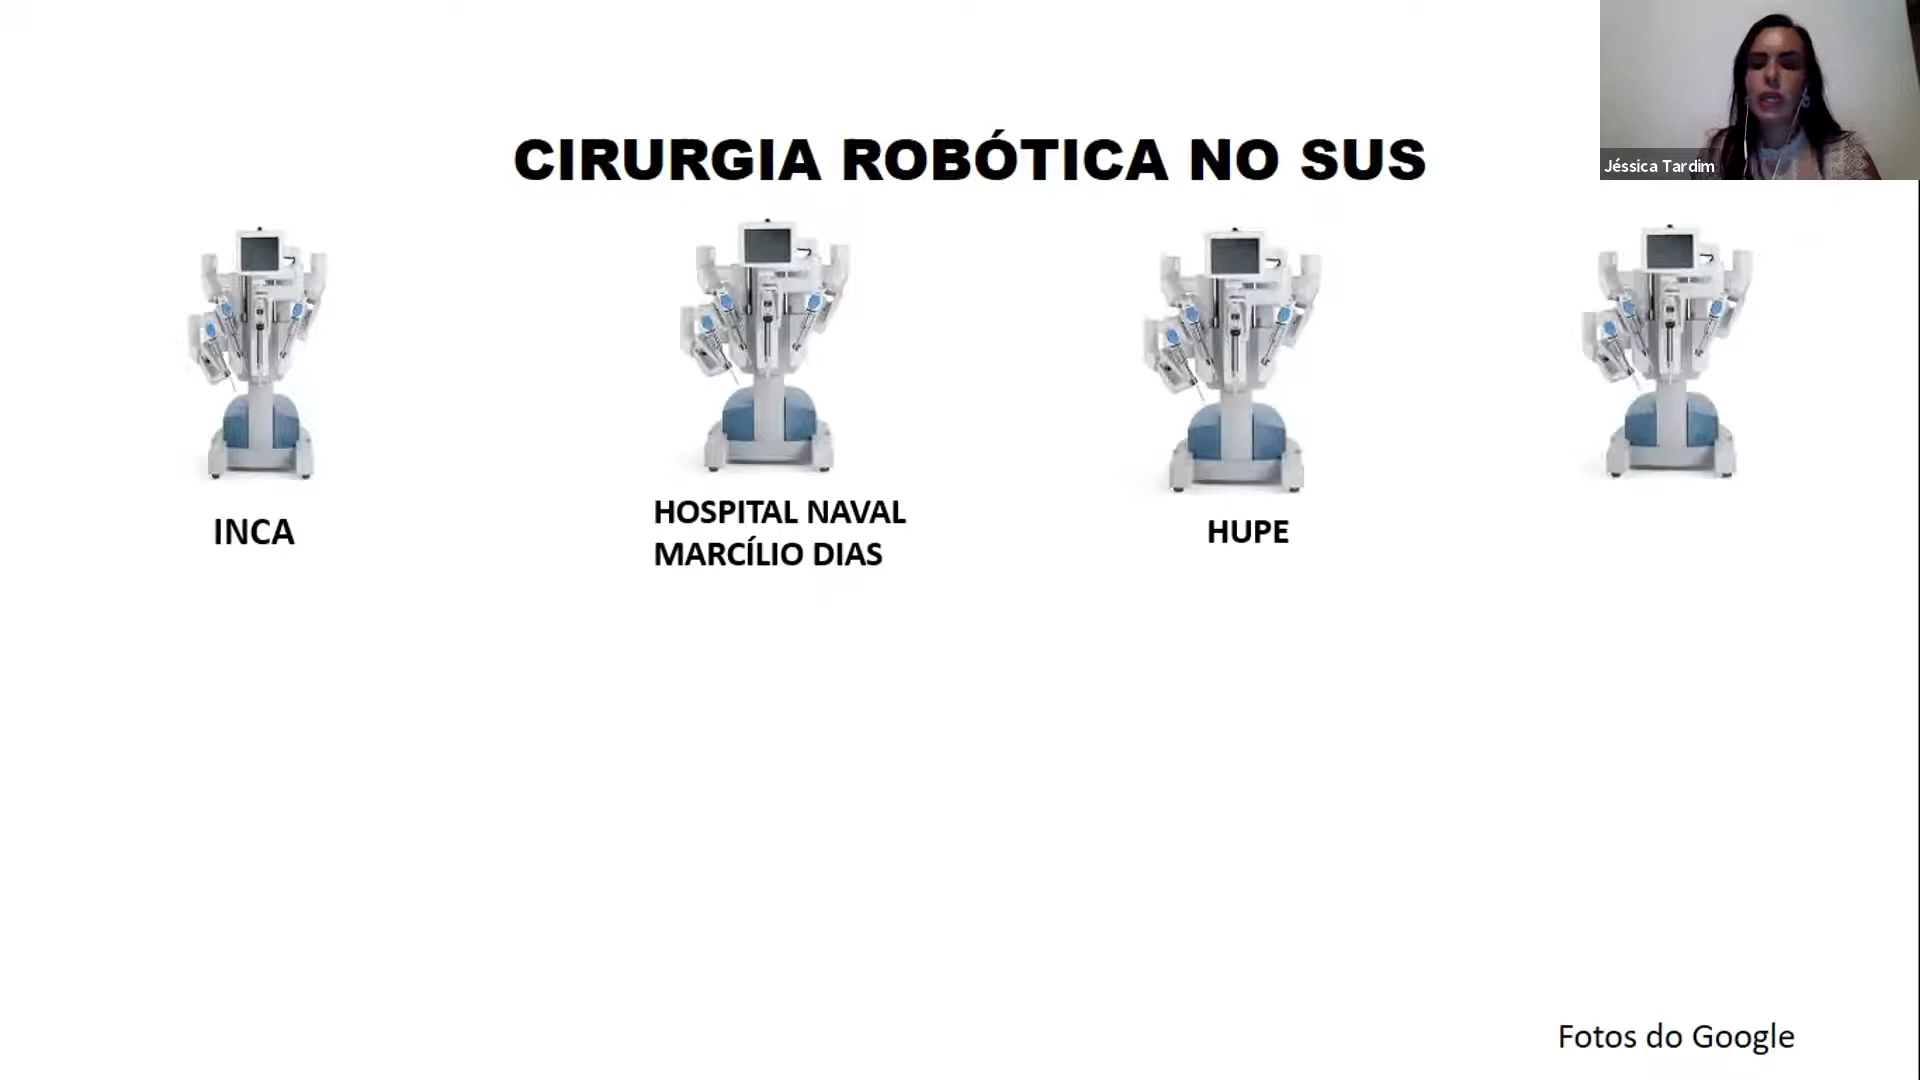 CIRURGIA ROBÓTICA NO SUS
Jéssica Tardim
INCA
HOSPITAL NAVAL
MARCÍLIO DIAS
HUPE
Fotos do Google